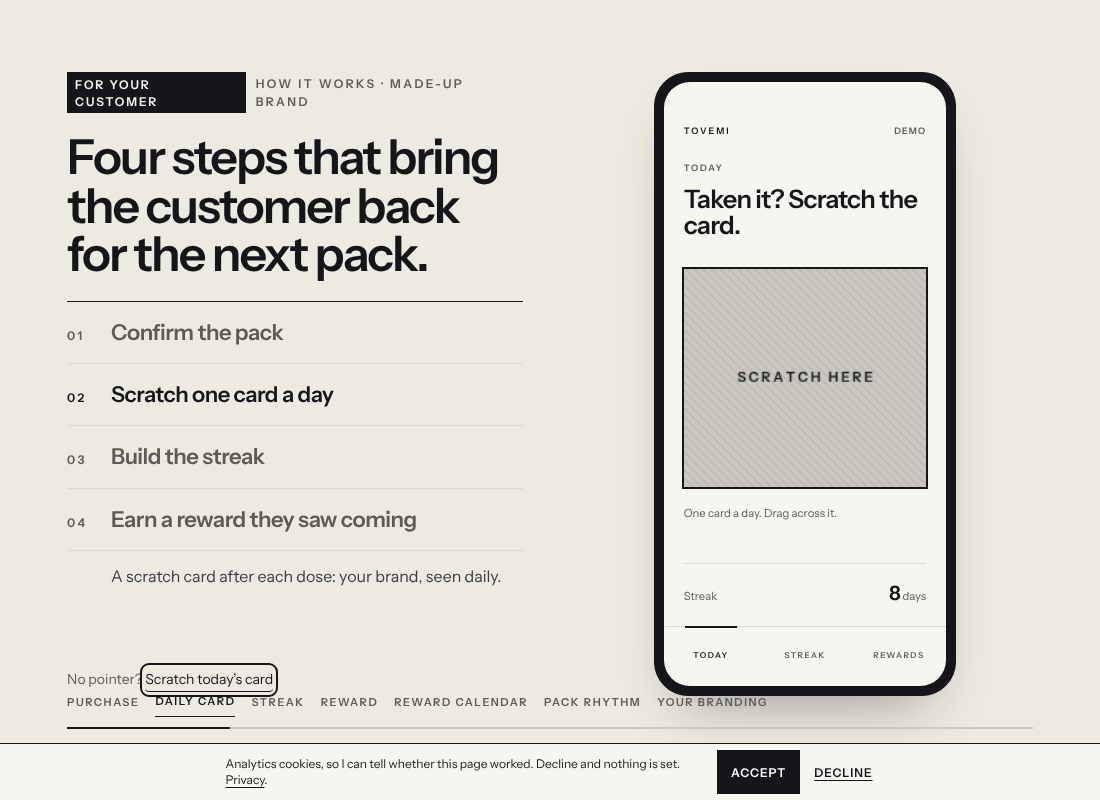 FOR YOUR
CUSTOMER
HOW IT WORKS · MADE-UP
BRAND
Four steps that bring
the customer back
for the next pack.
01 Confirm the pack
02 Scratch one card a day
03 Build the streak
04 Earn a reward they saw coming
A scratch card after each dose: your brand, seen daily.
No pointer? Scratch today’s card
PURCHASE DAILY CARD STREAK REWARD REWARD CALENDAR PACK RHYTHM YOUR BRANDING
TOVEMI DEMO
TODAY
Taken it? Scratch the
card.
SCRATCH HERE
One card a day. Drag across it.
Streak 8 days
TODAY STREAK REWARDS
Analytics cookies, so I can tell whether this page worked. Decline and nothing is set.
Privacy.
ACCEPT DECLINE